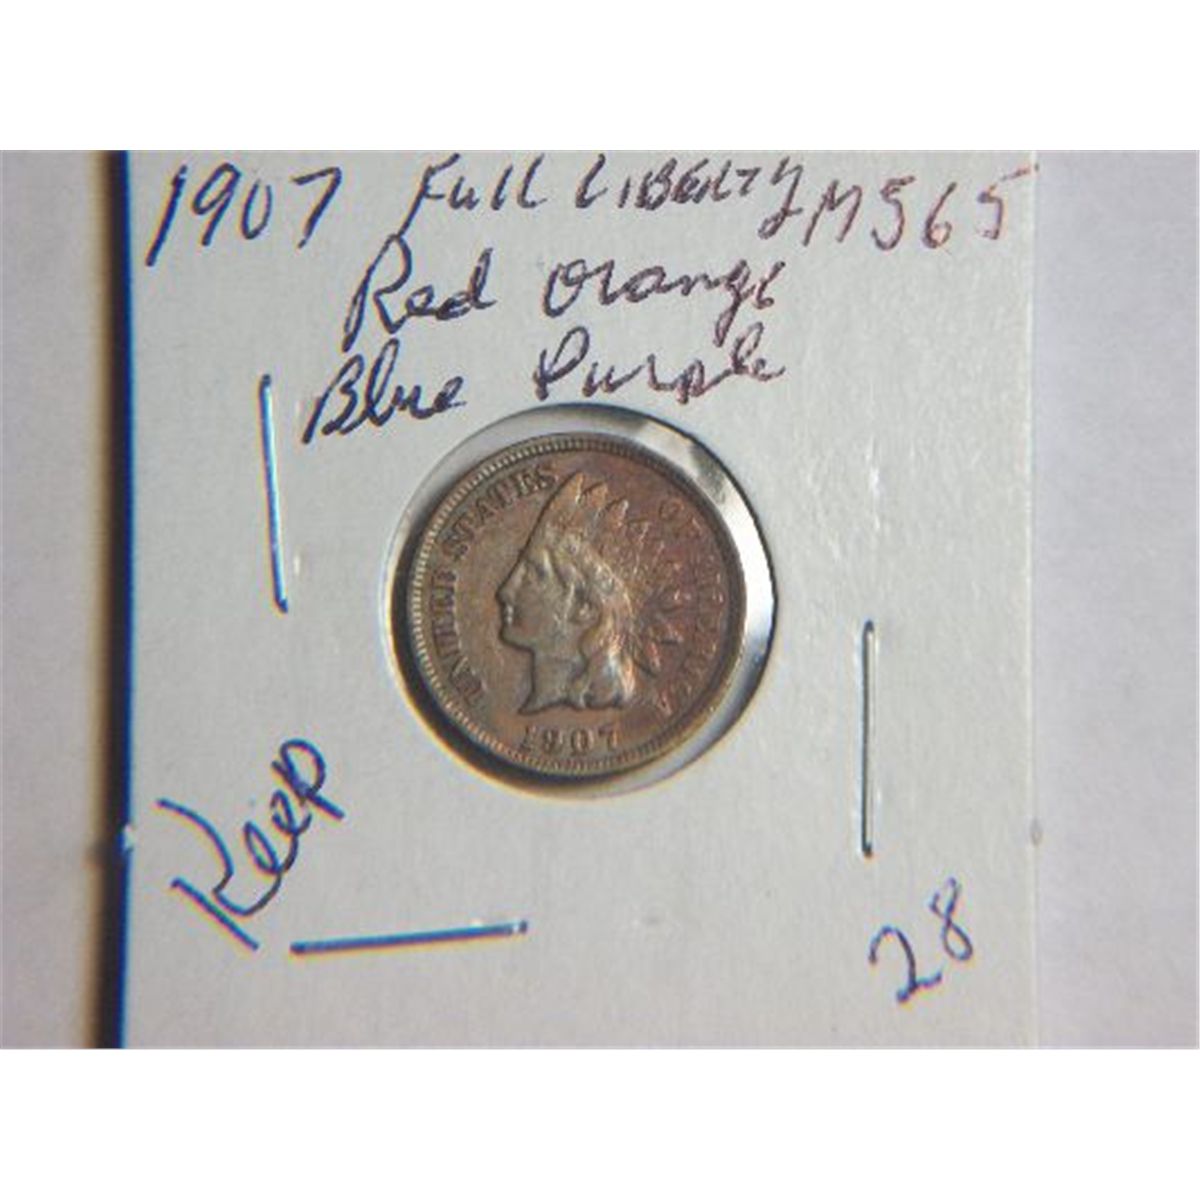 1907 Full LIBERTY MS65
Red Orange
Blue Purple
UNITED STATES OF AMERICA
1907
Keep
28